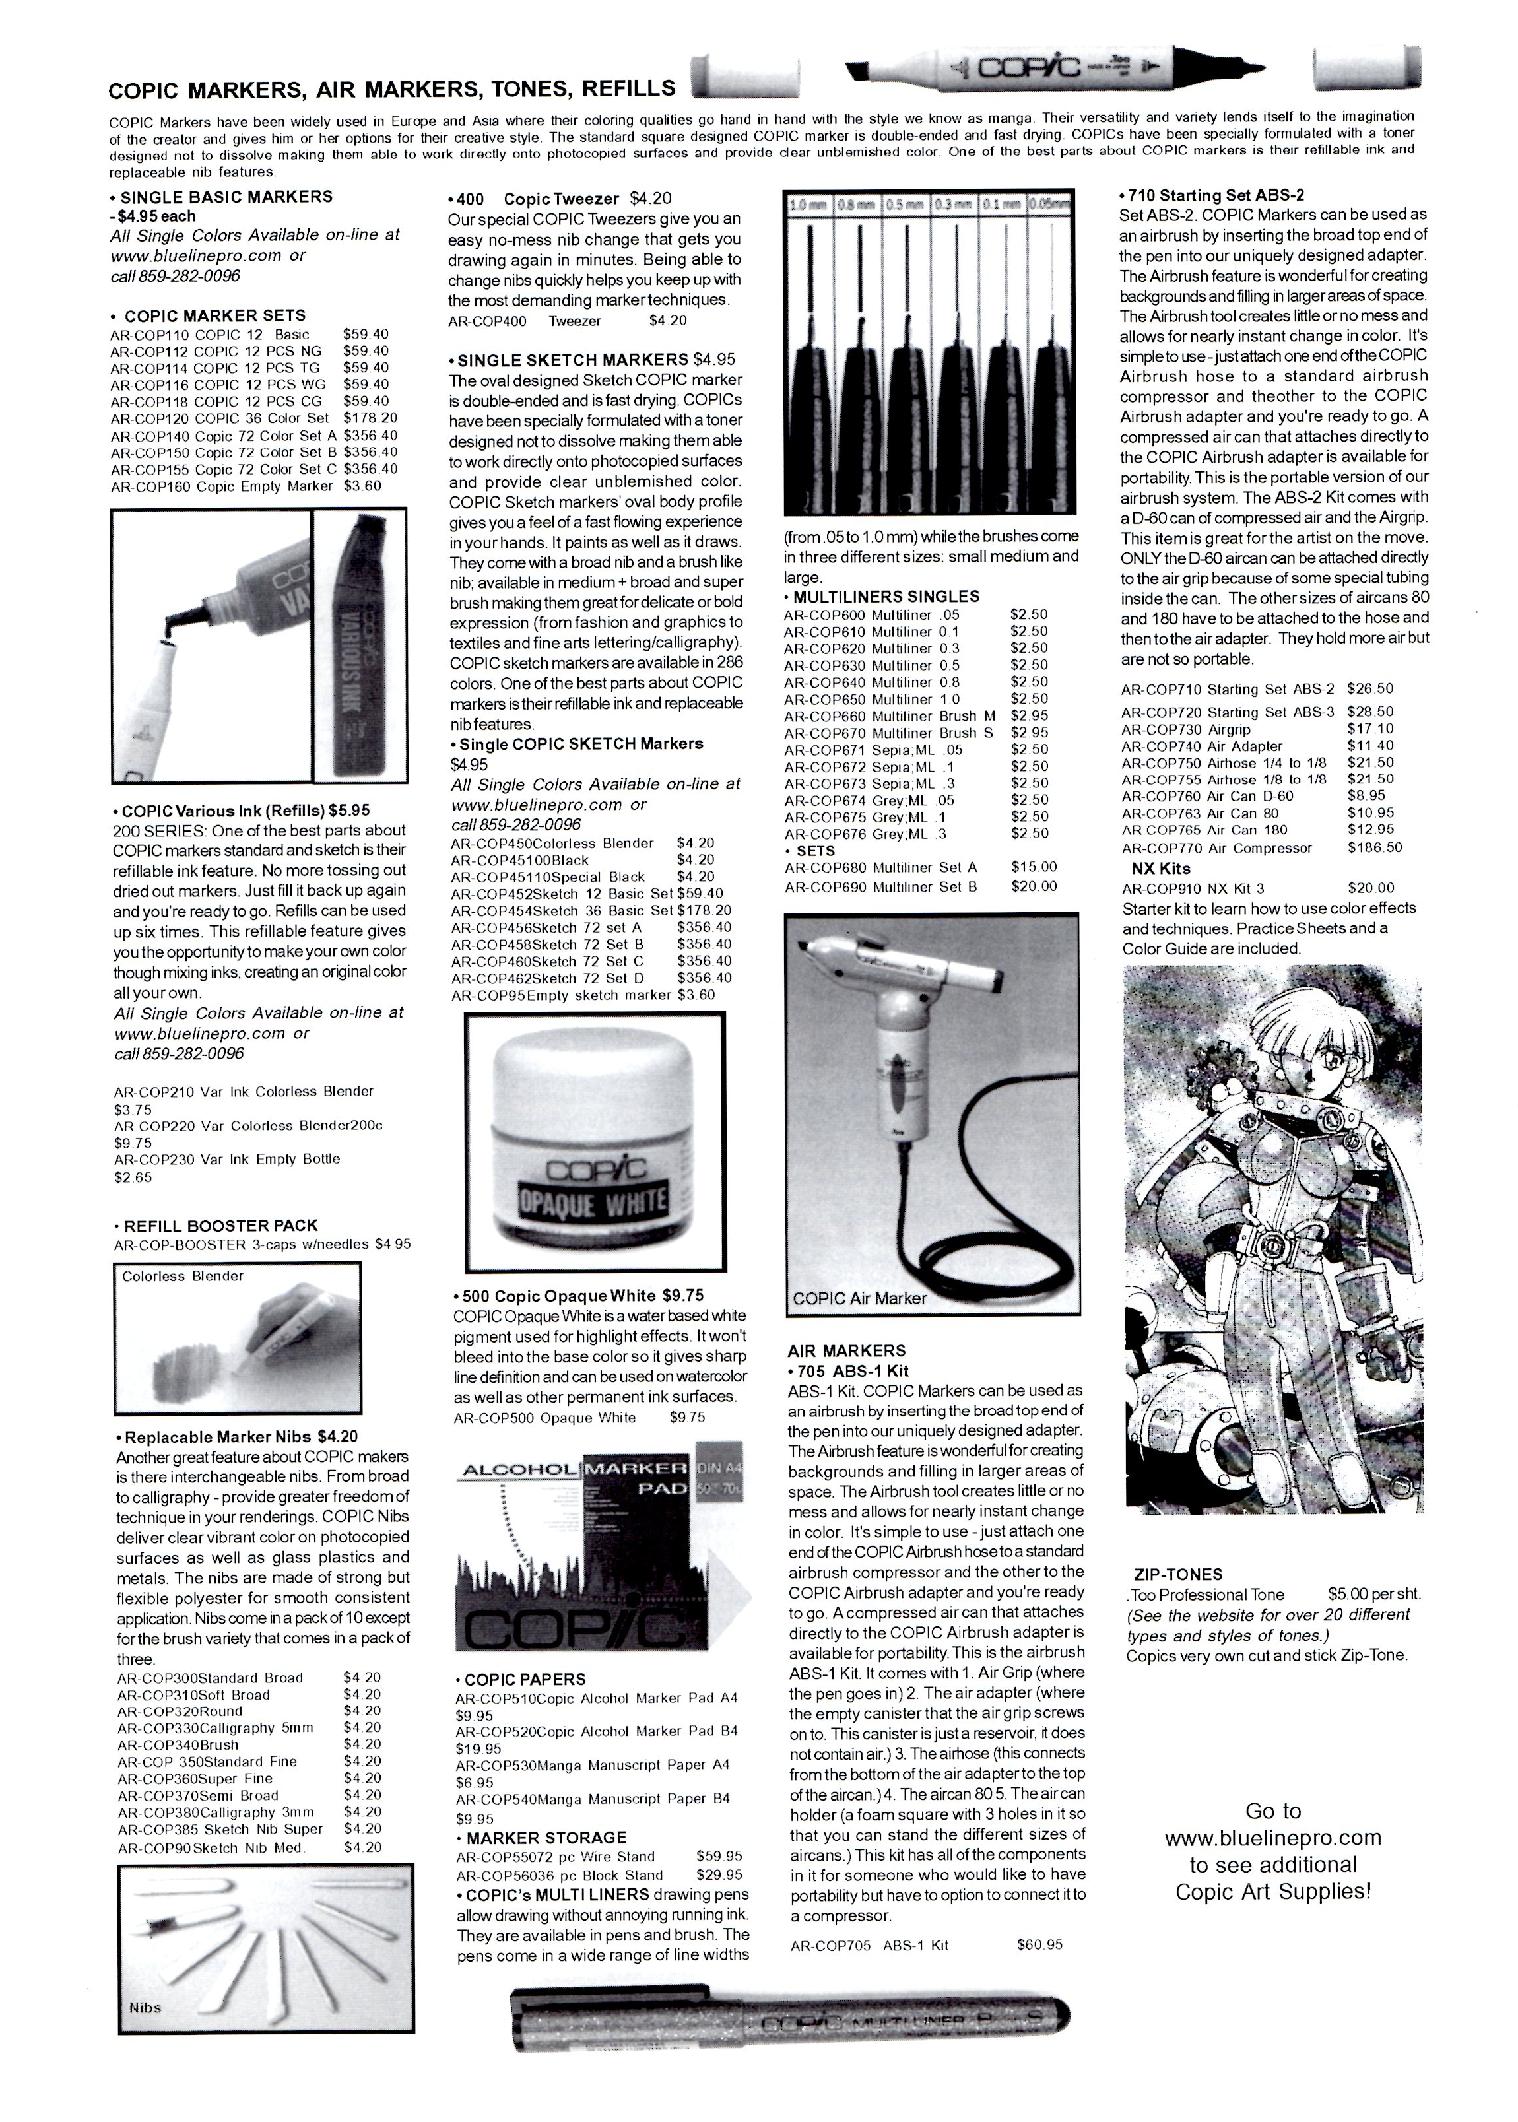 COPIC MARKERS, AIR MARKERS, TONES, REFILLS
COPIC
COPIC Markers have been widely used in Europe and Asia where their coloring qualities go hand in hand with the style we know as manga. Their versatility and variety lends itself to the imagination
of the creator and gives him or her options for their creative style. The standard square designed COPIC marker is double-ended and fast drying. COPICs have been specially formulated with a toner
designed not to dissolve making them able to work directly onto photocopied surfaces and provide clear unblemished color. One of the best parts about COPIC markers is their refillable ink and
replaceable nib features.
• SINGLE BASIC MARKERS
- $4.95 each
All Single Colors Available on-line at
www.bluelinepro.com or
call 859-282-0096
• COPIC MARKER SETS
AR-COP110 COPIC 12 Basic $59.40
AR-COP112 COPIC 12 PCS NG $59.40
AR-COP114 COPIC 12 PCS TG $59.40
AR-COP116 COPIC 12 PCS WG $59.40
AR-COP118 COPIC 12 PCS CG $59.40
AR-COP120 COPIC 36 Color Set $178.20
AR-COP140 Copic 72 Color Set A $356.40
AR-COP150 Copic 72 Color Set B $356.40
AR-COP155 Copic 72 Color Set C $356.40
AR-COP160 Copic Empty Marker $3.60
COPIC
VARIOUS INK
• COPIC Various Ink (Refills) $5.95
200 SERIES: One of the best parts about
COPIC markers standard and sketch is their
refillable ink feature. No more tossing out
dried out markers. Just fill it back up again
and you're ready to go. Refills can be used
up six times. This refillable feature gives
you the opportunity to make your own color
though mixing inks, creating an original color
all your own.
All Single Colors Available on-line at
www.bluelinepro.com or
call 859-282-0096
AR-COP210 Var Ink Colorless Blender
$3.75
AR COP220 Var Colorless Blender200c
$9.75
AR-COP230 Var Ink Empty Bottle
$2.65
• REFILL BOOSTER PACK
AR-COP-BOOSTER 3-caps w/needles $4.95
Colorless Blender
• Replacable Marker Nibs $4.20
Another great feature about COPIC makers
is there interchangeable nibs. From broad
to calligraphy - provide greater freedom of
technique in your renderings. COPIC Nibs
deliver clear vibrant color on photocopied
surfaces as well as glass plastics and
metals. The nibs are made of strong but
flexible polyester for smooth consistent
application. Nibs come in a pack of 10 except
for the brush variety that comes in a pack of
three.
AR-COP300Standard Broad $4.20
AR-COP310Soft Broad $4.20
AR-COP320Round $4.20
AR-COP330Calligraphy 5mm $4.20
AR-COP340Brush $4.20
AR-COP 350Standard Fine $4.20
AR-COP360Super Fine $4.20
AR-COP370Semi Broad $4.20
AR-COP380Calligraphy 3mm $4.20
AR-COP385 Sketch Nib Super $4.20
AR-COP90Sketch Nib Med. $4.20
Nibs
• 400 Copic Tweezer $4.20
Our special COPIC Tweezers give you an
easy no-mess nib change that gets you
drawing again in minutes. Being able to
change nibs quickly helps you keep up with
the most demanding marker techniques.
AR-COP400 Tweezer $4.20
• SINGLE SKETCH MARKERS $4.95
The oval designed Sketch COPIC marker
is double-ended and is fast drying. COPICs
have been specially formulated with a toner
designed not to dissolve making them able
to work directly onto photocopied surfaces
and provide clear unblemished color.
COPIC Sketch markers' oval body profile
gives you a feel of a fast flowing experience
in your hands. It paints as well as it draws.
They come with a broad nib and a brush like
nib; available in medium + broad and super
brush making them great for delicate or bold
expression (from fashion and graphics to
textiles and fine arts lettering/calligraphy).
COPIC sketch markers are available in 286
colors. One of the best parts about COPIC
markers is their refillable ink and replaceable
nib features.
• Single COPIC SKETCH Markers
$4.95
All Single Colors Available on-line at
www.bluelinepro.com or
call 859-282-0096
AR-COP450Colorless Blender $4.20
AR-COP45100Black $4.20
AR-COP45110Special Black $4.20
AR-COP452Sketch 12 Basic Set $59.40
AR-COP454Sketch 36 Basic Set $178.20
AR-COP456Sketch 72 set A $356.40
AR-COP458Sketch 72 Set B $356.40
AR-COP460Sketch 72 Set C $356.40
AR-COP462Sketch 72 Set D $356.40
AR-COP95Empty sketch marker $3.60
COPIC
OPAQUE WHITE
• 500 Copic Opaque White $9.75
COPIC Opaque White is a water based white
pigment used for highlight effects. It won't
bleed into the base color so it gives sharp
line definition and can be used on watercolor
as well as other permanent ink surfaces.
AR-COP500 Opaque White $9.75
ALCOHOL MARKER
PAD
DIN A4
COPIC
• COPIC PAPERS
AR-COP510Copic Alcohol Marker Pad A4
$9.95
AR-COP520Copic Alcohol Marker Pad B4
$19.95
AR-COP530Manga Manuscript Paper A4
$6.95
AR-COP540Manga Manuscript Paper B4
$9.95
• MARKER STORAGE
AR-COP55072 pc Wire Stand $59.95
AR-COP56036 pc Block Stand $29.95
• COPIC's MULTI LINERS drawing pens
allow drawing without annoying running ink.
They are available in pens and brush. The
pens come in a wide range of line widths
COPIC MULTILINER
1.0 mm 0.8 mm 0.5 mm 0.3 mm 0.1 mm 0.05mm
(from .05 to 1.0 mm) while the brushes come
in three different sizes: small medium and
large.
• MULTILINERS SINGLES
AR-COP600 Multiliner .05 $2.50
AR-COP610 Multiliner 0.1 $2.50
AR-COP620 Multiliner 0.3 $2.50
AR-COP630 Multiliner 0.5 $2.50
AR-COP640 Multiliner 0.8 $2.50
AR-COP650 Multiliner 1.0 $2.50
AR-COP660 Multiliner Brush M $2.95
AR-COP670 Multiliner Brush S $2.95
AR-COP671 Sepia;ML .05 $2.50
AR-COP672 Sepia;ML .1 $2.50
AR-COP673 Sepia;ML .3 $2.50
AR-COP674 Grey;ML .05 $2.50
AR-COP675 Grey;ML .1 $2.50
AR-COP676 Grey;ML .3 $2.50
• SETS
AR-COP680 Multiliner Set A $15.00
AR-COP690 Multiliner Set B $20.00
COPIC Air Marker
AIR MARKERS
• 705 ABS-1 Kit
ABS-1 Kit. COPIC Markers can be used as
an airbrush by inserting the broad top end of
the pen into our uniquely designed adapter.
The Airbrush feature is wonderful for creating
backgrounds and filling in larger areas of
space. The Airbrush tool creates little or no
mess and allows for nearly instant change
in color. It's simple to use - just attach one
end of the COPIC Airbrush hose to a standard
airbrush compressor and the other to the
COPIC Airbrush adapter and you're ready
to go. A compressed air can that attaches
directly to the COPIC Airbrush adapter is
available for portability. This is the airbrush
ABS-1 Kit. It comes with 1. Air Grip (where
the pen goes in) 2. The air adapter (where
the empty canister that the air grip screws
on to. This canister is just a reservoir, it does
not contain air.) 3. The airhose (this connects
from the bottom of the air adapter to the top
of the aircan.) 4. The aircan 80 5. The air can
holder (a foam square with 3 holes in it so
that you can stand the different sizes of
aircans.) This kit has all of the components
in it for someone who would like to have
portability but have to option to connect it to
a compressor.
AR-COP705 ABS-1 Kit $60.95
• 710 Starting Set ABS-2
Set ABS-2. COPIC Markers can be used as
an airbrush by inserting the broad top end of
the pen into our uniquely designed adapter.
The Airbrush feature is wonderful for creating
backgrounds and filling in larger areas of space.
The Airbrush tool creates little or no mess and
allows for nearly instant change in color. It's
simple to use - just attach one end of the COPIC
Airbrush hose to a standard airbrush
compressor and theother to the COPIC
Airbrush adapter and you're ready to go. A
compressed air can that attaches directly to
the COPIC Airbrush adapter is available for
portability. This is the portable version of our
airbrush system. The ABS-2 Kit comes with
a D-60 can of compressed air and the Airgrip.
This item is great for the artist on the move.
ONLY the D-60 aircan can be attached directly
to the air grip because of some special tubing
inside the can. The other sizes of aircans 80
and 180 have to be attached to the hose and
then to the air adapter. They hold more air but
are not so portable.
AR-COP710 Starting Set ABS 2 $26.50
AR-COP720 Starting Set ABS-3 $28.50
AR-COP730 Airgrip $17.10
AR-COP740 Air Adapter $11.40
AR-COP750 Airhose 1/4 to 1/8 $21.50
AR-COP755 Airhose 1/8 to 1/8 $21.50
AR-COP760 Air Can D-60 $8.95
AR-COP763 Air Can 80 $10.95
AR COP765 Air Can 180 $12.95
AR-COP770 Air Compressor $186.50
NX Kits
AR-COP910 NX Kit 3 $20.00
Starter kit to learn how to use color effects
and techniques. Practice Sheets and a
Color Guide are included.
ZIP-TONES
.Too Professional Tone $5.00 per sht.
(See the website for over 20 different
types and styles of tones.)
Copics very own cut and stick Zip-Tone.
Go to
www.bluelinepro.com
to see additional
Copic Art Supplies!